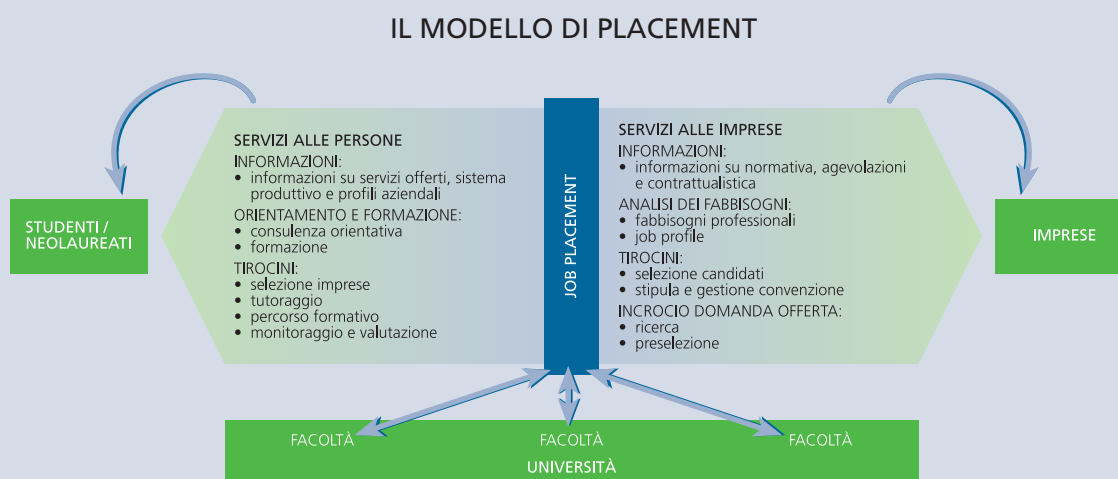 IL MODELLO DI PLACEMENT
STUDENTI /
NEOLAUREATI
SERVIZI ALLE PERSONE
INFORMAZIONI:
• informazioni su servizi offerti, sistema
produttivo e profili aziendali
ORIENTAMENTO E FORMAZIONE:
• consulenza orientativa
• formazione
TIROCINI:
• selezione imprese
• tutoraggio
• percorso formativo
• monitoraggio e valutazione
JOB PLACEMENT
SERVIZI ALLE IMPRESE
INFORMAZIONI:
• informazioni su normativa, agevolazioni
e contrattualistica
ANALISI DEI FABBISOGNI:
• fabbisogni professionali
• job profile
TIROCINI:
• selezione candidati
• stipula e gestione convenzione
INCROCIO DOMANDA OFFERTA:
• ricerca
• preselezione
IMPRESE
FACOLTÀ FACOLTÀ FACOLTÀ
UNIVERSITÀ